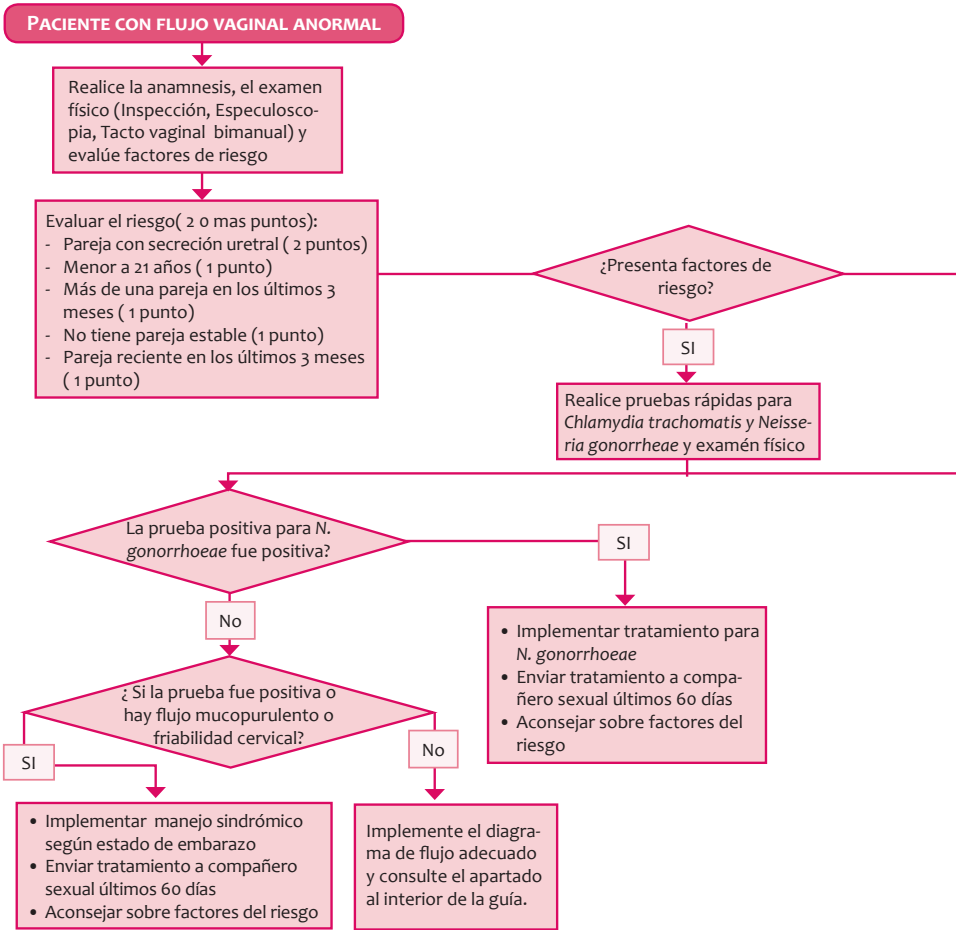 PACIENTE CON FLUJO VAGINAL ANORMAL
Realice la anamnesis, el examen
físico (Inspección, Especulosco-
pia, Tacto vaginal bimanual) y
evalúe factores de riesgo
Evaluar el riesgo( 2 o mas puntos):
- Pareja con secreción uretral ( 2 puntos)
- Menor a 21 años ( 1 punto)
- Más de una pareja en los últimos 3
meses ( 1 punto)
- No tiene pareja estable (1 punto)
- Pareja reciente en los últimos 3 meses
( 1 punto)
¿Presenta factores de
riesgo?
SI
Realice pruebas rápidas para
Chlamydia trachomatis y Neisse-
ria gonorrheae y exámén físico
La prueba positiva para N.
gonorrhoeae fue positiva?
SI
No
• Implementar tratamiento para
N. gonorrhoeae
• Enviar tratamiento a compa-
ñero sexual últimos 60 días
• Aconsejar sobre factores del
riesgo
¿ Si la prueba fue positiva o
hay flujo mucopurulento o
friabilidad cervical?
SI
No
• Implementar manejo sindrómico
según estado de embarazo
• Enviar tratamiento a compañero
sexual últimos 60 días
• Aconsejar sobre factores del riesgo
Implemente el diagra-
ma de flujo adecuado
y consulte el apartado
al interior de la guía.